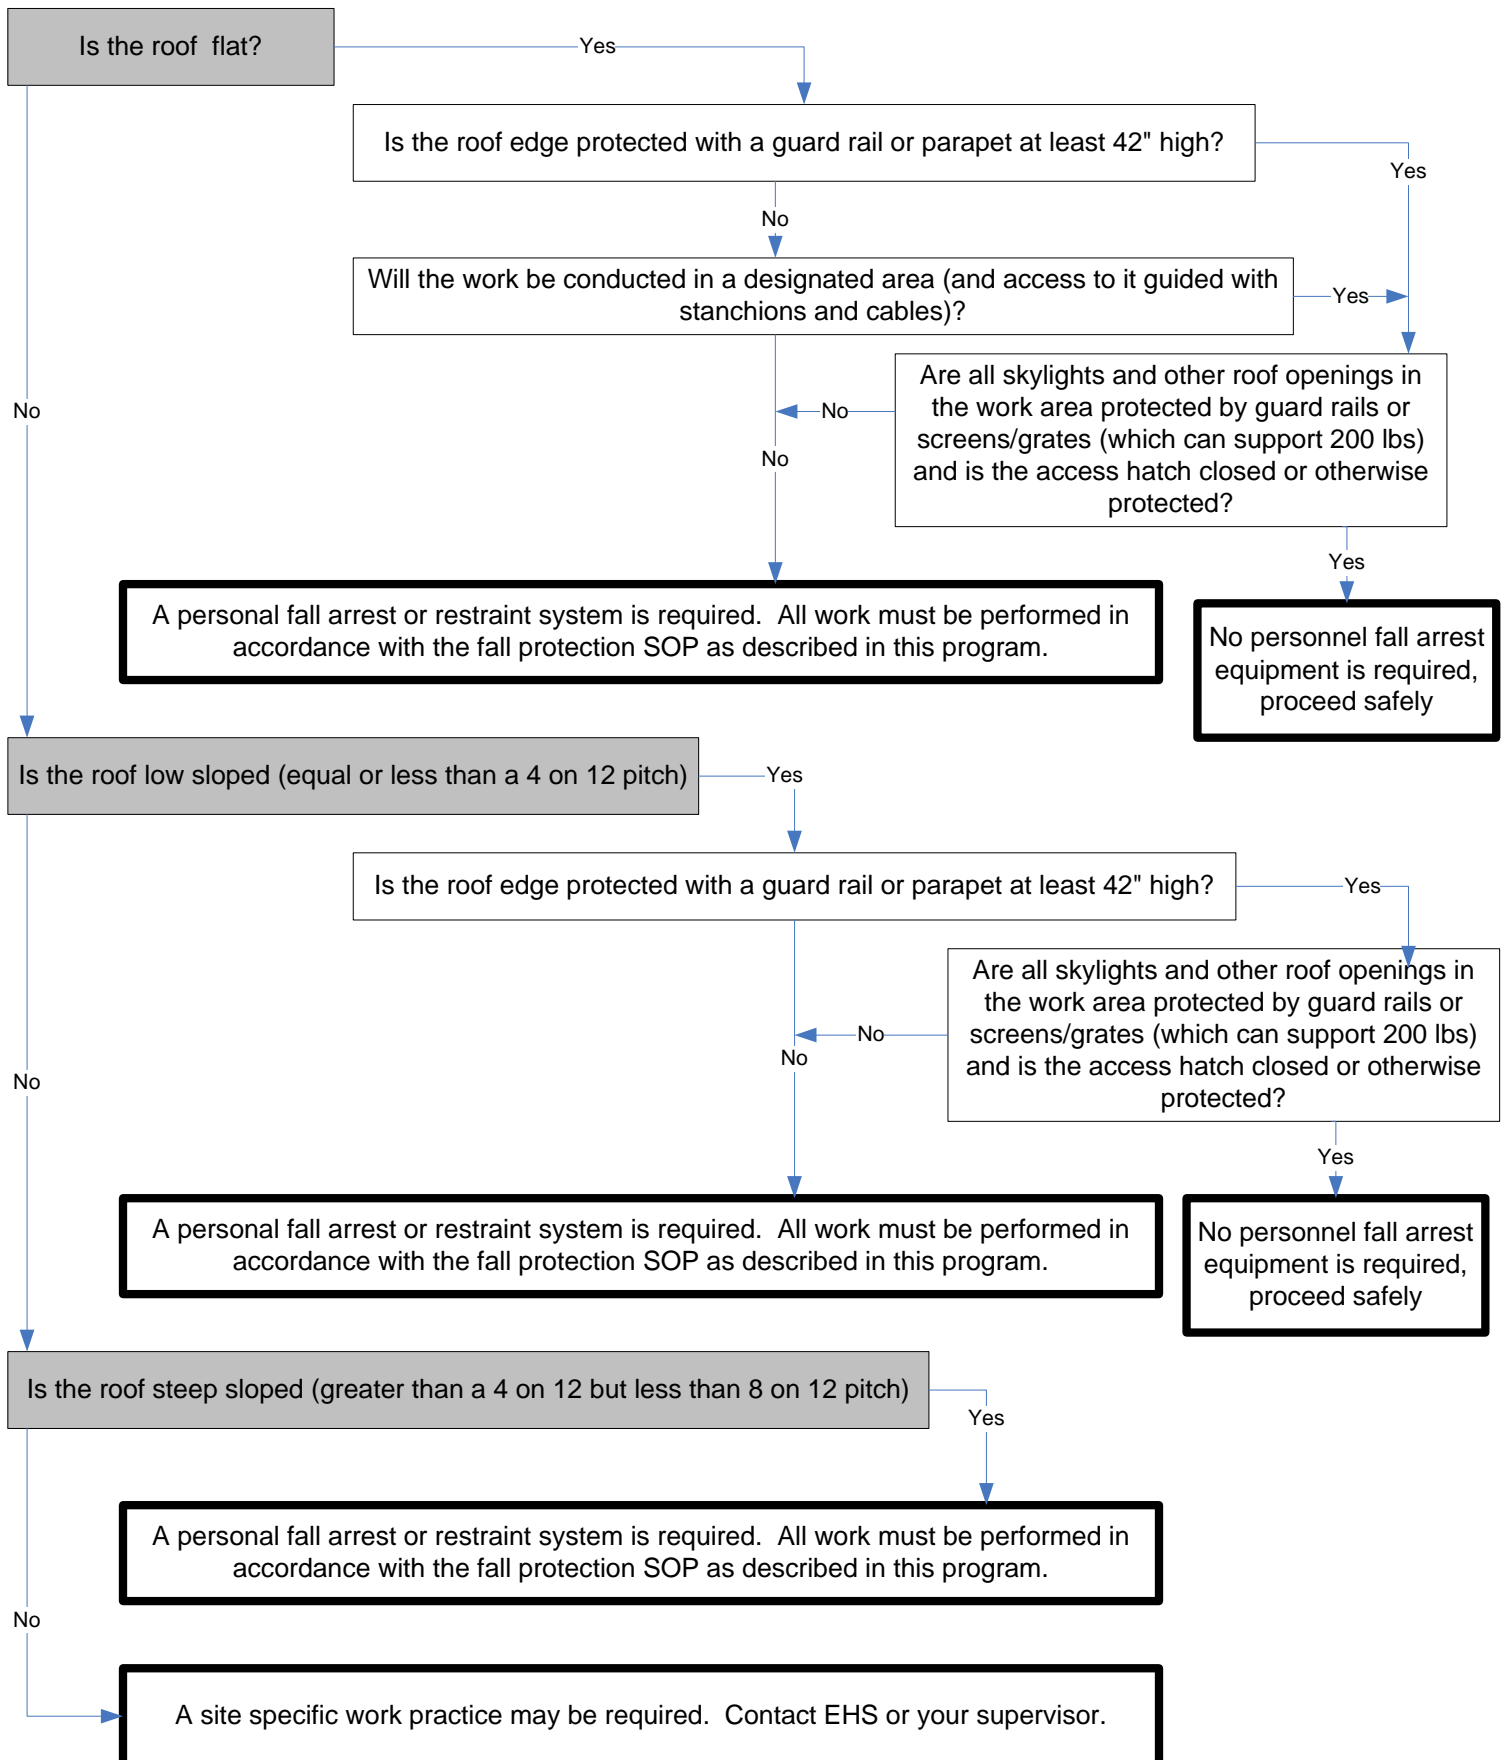 Is the roof flat?
Yes
Is the roof edge protected with a guard rail or parapet at least 42" high?
Yes
No
Will the work be conducted in a designated area (and access to it guided with
stanchions and cables)?
Yes
Are all skylights and other roof openings in
the work area protected by guard rails or
screens/grates (which can support 200 lbs)
and is the access hatch closed or otherwise
protected?
No
No
No
Yes
A personal fall arrest or restraint system is required. All work must be performed in
accordance with the fall protection SOP as described in this program.
No personnel fall arrest
equipment is required,
proceed safely
Is the roof low sloped (equal or less than a 4 on 12 pitch)
Yes
Is the roof edge protected with a guard rail or parapet at least 42" high?
Yes
Are all skylights and other roof openings in
the work area protected by guard rails or
screens/grates (which can support 200 lbs)
and is the access hatch closed or otherwise
protected?
No
No
No
Yes
A personal fall arrest or restraint system is required. All work must be performed in
accordance with the fall protection SOP as described in this program.
No personnel fall arrest
equipment is required,
proceed safely
Is the roof steep sloped (greater than a 4 on 12 but less than 8 on 12 pitch)
Yes
A personal fall arrest or restraint system is required. All work must be performed in
accordance with the fall protection SOP as described in this program.
No
A site specific work practice may be required. Contact EHS or your supervisor.